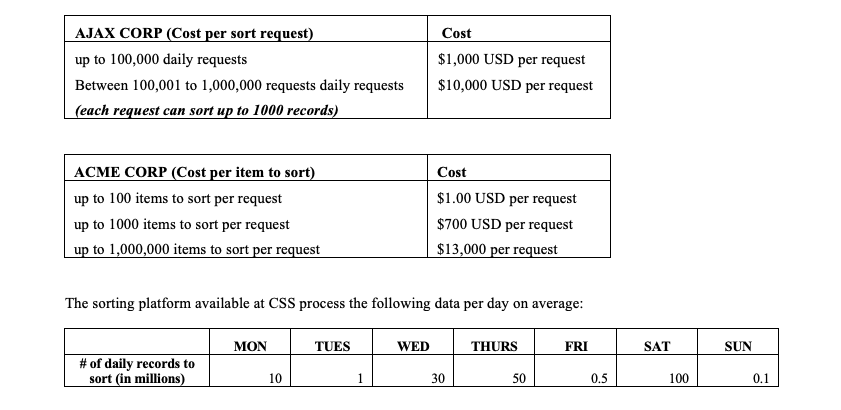 AJAX CORP (Cost per sort request) Cost
up to 100,000 daily requests $1,000 USD per request
Between 100,001 to 1,000,000 requests daily requests $10,000 USD per request
(each request can sort up to 1000 records)
ACME CORP (Cost per item to sort) Cost
up to 100 items to sort per request $1.00 USD per request
up to 1000 items to sort per request $700 USD per request
up to 1,000,000 items to sort per request $13,000 per request
The sorting platform available at CSS process the following data per day on average:
MON TUES WED THURS FRI SAT SUN
# of daily records to
sort (in millions) 10 1 30 50 0.5 100 0.1